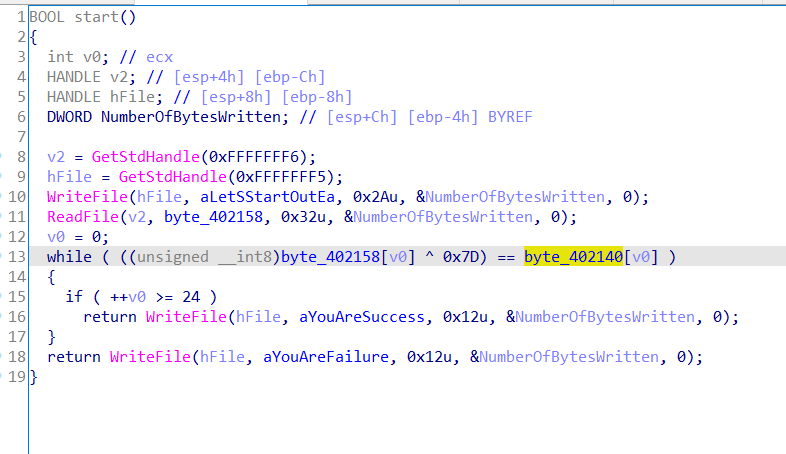 1 BOOL start()
2 {
3 int v0; // ecx
4 HANDLE v2; // [esp+4h] [ebp-Ch]
5 HANDLE hFile; // [esp+8h] [ebp-8h]
6 DWORD NumberOfBytesWritten; // [esp+Ch] [ebp-4h] BYREF
7
8 v2 = GetStdHandle(0xFFFFFFF6);
9 hFile = GetStdHandle(0xFFFFFFF5);
10 WriteFile(hFile, aLetSStartOutEa, 0x2Au, &NumberOfBytesWritten, 0);
11 ReadFile(v2, byte_402158, 0x32u, &NumberOfBytesWritten, 0);
12 v0 = 0;
13 while ( ((unsigned __int8)byte_402158[v0] ^ 0x7D) == byte_402140[v0] )
14 {
15 if ( ++v0 >= 24 )
16 return WriteFile(hFile, aYouAreSuccess, 0x12u, &NumberOfBytesWritten, 0);
17 }
18 return WriteFile(hFile, aYouAreFailure, 0x12u, &NumberOfBytesWritten, 0);
19 }